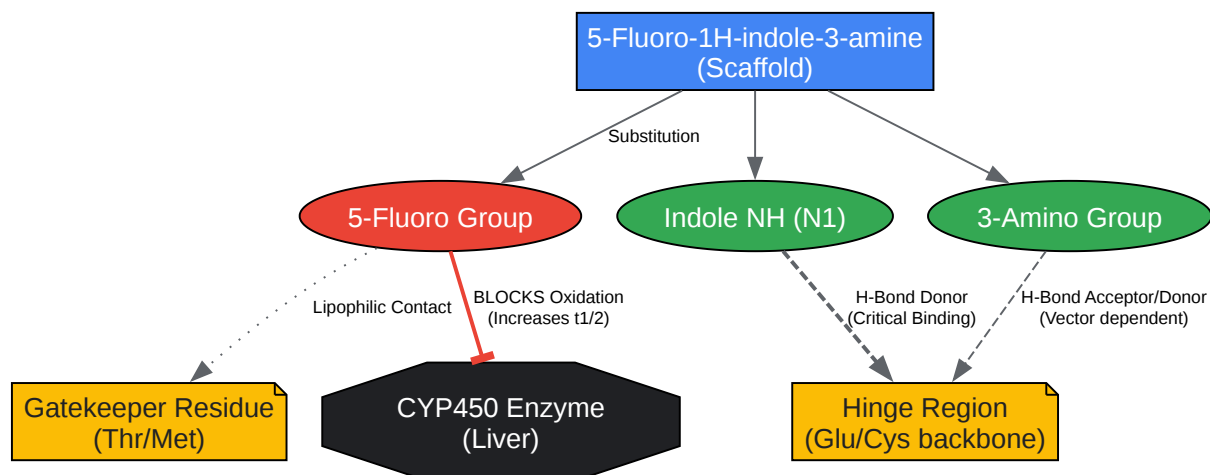 5-Fluoro-1H-indole-3-amine
(Scaffold)
Substitution
5-Fluoro Group
Indole NH (N1)
3-Amino Group
Lipophilic Contact
BLOCKS Oxidation
(Increases t1/2)
H-Bond Donor
(Critical Binding)
H-Bond Acceptor/Donor
(Vector dependent)
Gatekeeper Residue
(Thr/Met)
CYP450 Enzyme
(Liver)
Hinge Region
(Glu/Cys backbone)